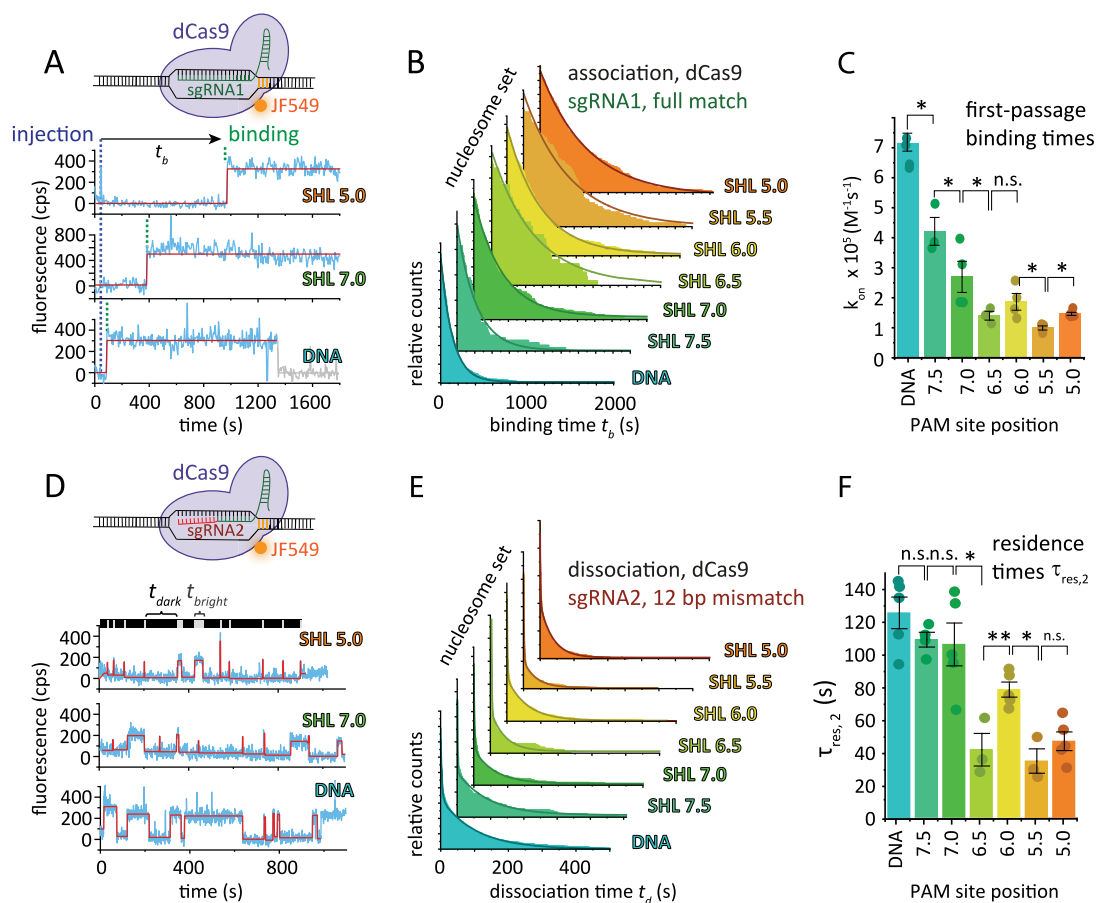 A
dCas9
sgRNA1
JF549
injection
binding
t_b
fluorescence (cps)
400
200
0
SHL 5.0
800
400
0
SHL 7.0
400
200
0
DNA
0 400 800 1200 1600
time (s)
B
nucleosome set
association, dCas9
sgRNA1, full match
SHL 5.0
SHL 5.5
SHL 6.0
SHL 6.5
SHL 7.0
SHL 7.5
DNA
relative counts
0 1000 2000
binding time t_b (s)
C
first-passage
binding times
* * * n.s. * *
k_on x 10^5 (M^-1s^-1)
7
6
5
4
3
2
1
0
DNA 7.5 7.0 6.5 6.0 5.5 5.0
PAM site position
D
dCas9
sgRNA2
JF549
t_dark t_bright
fluorescence (cps)
400
200
0
SHL 5.0
400
200
0
SHL 7.0
400
200
0
DNA
0 400 800
time (s)
E
nucleosome set
dissociation, dCas9
sgRNA2, 12 bp mismatch
SHL 5.0
SHL 5.5
SHL 6.0
SHL 6.5
SHL 7.0
SHL 7.5
DNA
relative counts
0 200 400
dissociation time t_d (s)
F
residence
times τ_res,2
n.s. n.s. * ** * n.s.
τ_res, 2 (s)
140
120
100
80
60
40
20
0
DNA 7.5 7.0 6.5 6.0 5.5 5.0
PAM site position